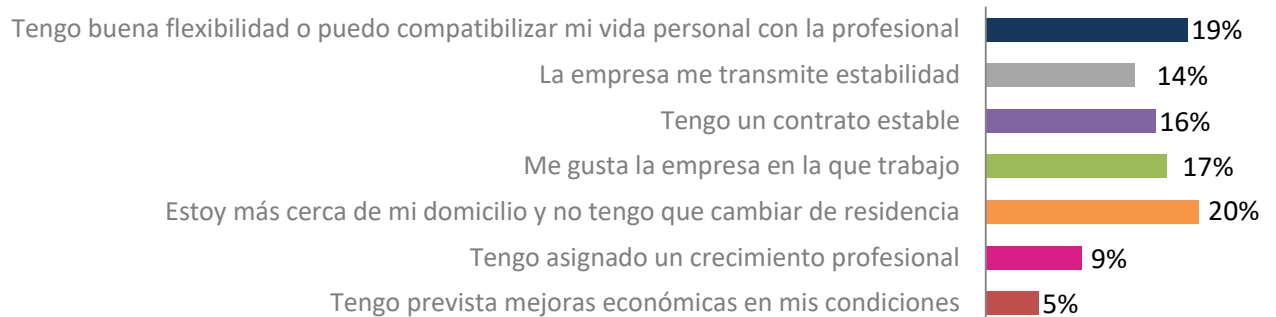 Tengo buena flexibilidad o puedo compatibilizar mi vida personal con la profesional 19%
La empresa me transmite estabilidad 14%
Tengo un contrato estable 16%
Me gusta la empresa en la que trabajo 17%
Estoy más cerca de mi domicilio y no tengo que cambiar de residencia 20%
Tengo asignado un crecimiento profesional 9%
Tengo prevista mejoras económicas en mis condiciones 5%